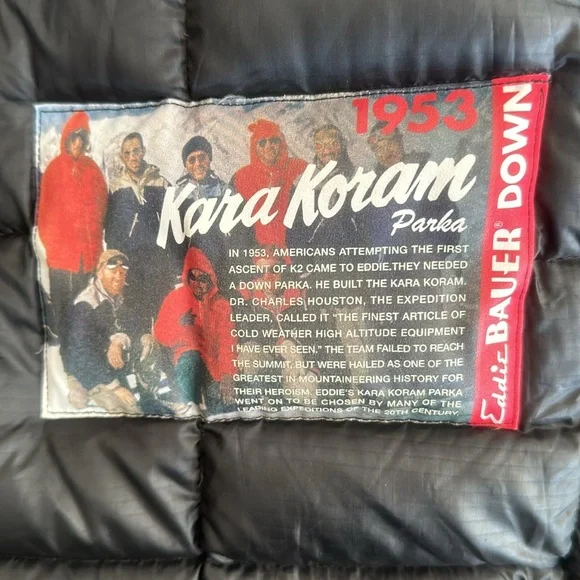 1953
Kara Koram
Parka
IN 1953, AMERICANS ATTEMPTING THE FIRST
ASCENT OF K2 CAME TO EDDIE.THEY NEEDED
A DOWN PARKA. HE BUILT THE KARA KORAM.
DR. CHARLES HOUSTON, THE EXPEDITION
LEADER, CALLED IT "THE FINEST ARTICLE OF
COLD WEATHER HIGH ALTITUDE EQUIPMENT
I HAVE EVER SEEN." THE TEAM FAILED TO REACH
THE SUMMIT, BUT WERE HAILED AS ONE OF THE
GREATEST IN MOUNTAINEERING HISTORY FOR
THEIR HEROISM. EDDIE'S KARA KORAM PARKA
WENT ON TO BE CHOSEN BY MANY OF THE
LEADING EXPEDITIONS OF THE 20TH CENTURY.
Eddie BAUER® DOWN